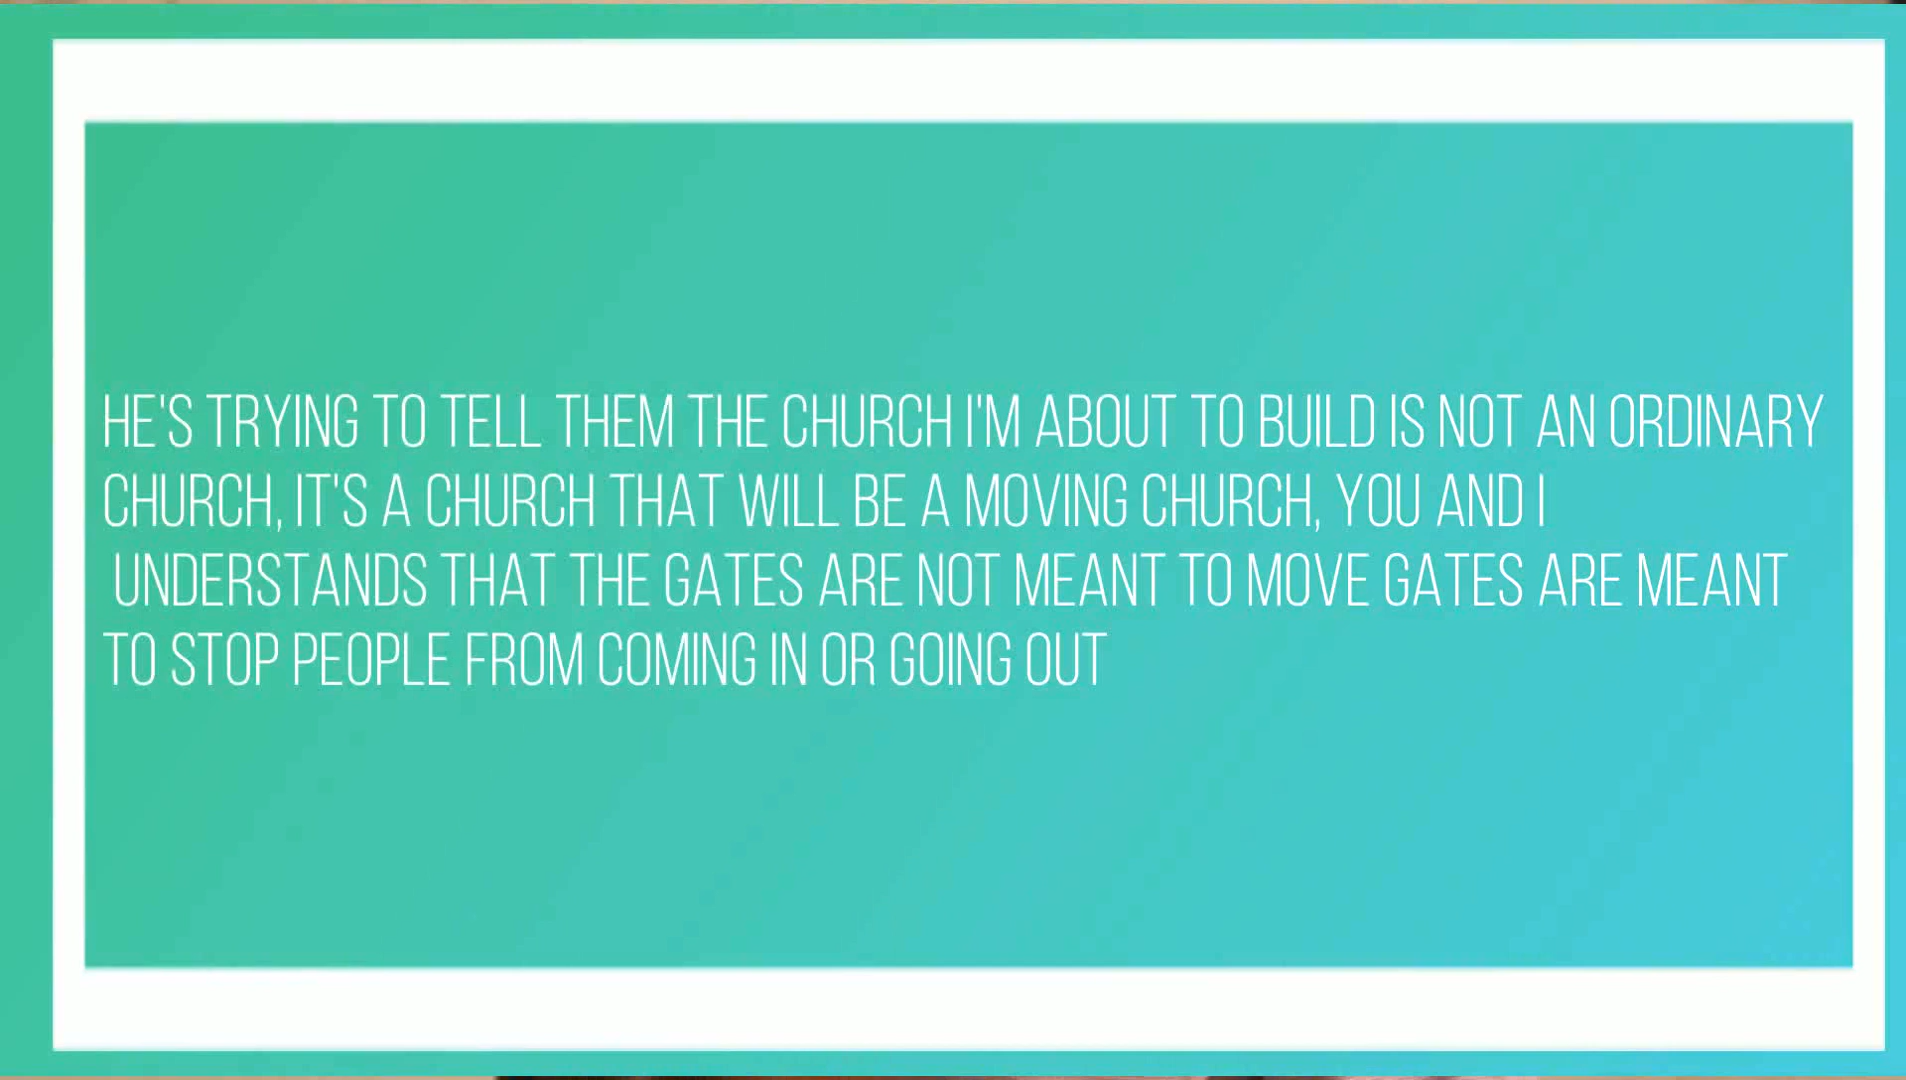 HE'S TRYING TO TELL THEM THE CHURCH I'M ABOUT TO BUILD IS NOT AN ORDINARY
CHURCH, IT'S A CHURCH THAT WILL BE A MOVING CHURCH, YOU AND I
UNDERSTANDS THAT THE GATES ARE NOT MEANT TO MOVE GATES ARE MEANT
TO STOP PEOPLE FROM COMING IN OR GOING OUT